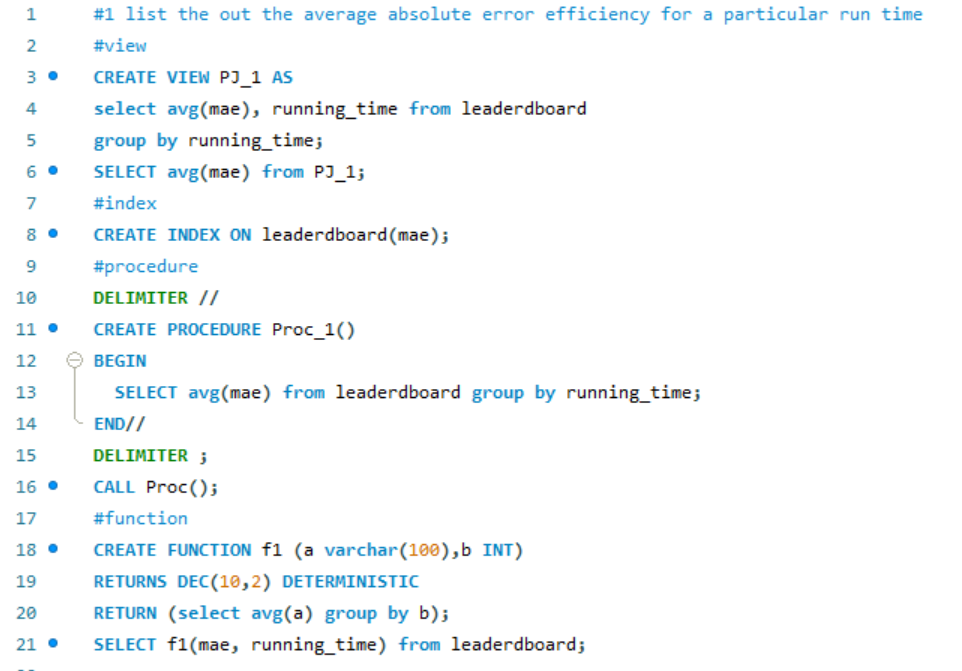 1 #1 list the out the average absolute error efficiency for a particular run time
2 #view
3 CREATE VIEW PJ_1 AS
4 select avg(mae), running_time from leaderdboard
5 group by running_time;
6 SELECT avg(mae) from PJ_1;
7 #index
8 CREATE INDEX ON leaderdboard(mae);
9 #procedure
10 DELIMITER //
11 CREATE PROCEDURE Proc_1()
12 BEGIN
13 SELECT avg(mae) from leaderdboard group by running_time;
14 END//
15 DELIMITER ;
16 CALL Proc();
17 #function
18 CREATE FUNCTION f1 (a varchar(100),b INT)
19 RETURNS DEC(10,2) DETERMINISTIC
20 RETURN (select avg(a) group by b);
21 SELECT f1(mae, running_time) from leaderdboard;